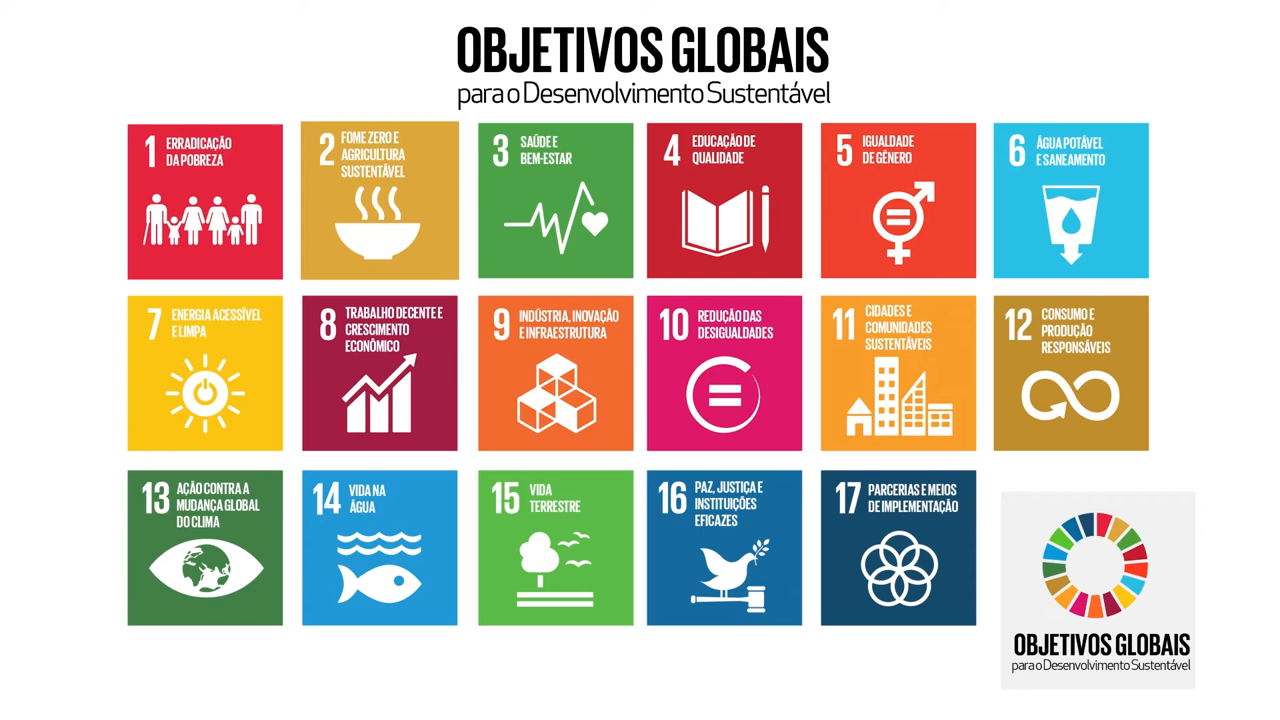 OBJETIVOS GLOBAIS
para o Desenvolvimento Sustentável
1 ERRADICAÇÃO
DA POBREZA
2 FOME ZERO E
AGRICULTURA
SUSTENTÁVEL
3 SAÚDE E
BEM-ESTAR
4 EDUCAÇÃO DE
QUALIDADE
5 IGUALDADE
DE GÊNERO
6 ÁGUA POTÁVEL
E SANEAMENTO
7 ENERGIA ACESSÍVEL
E LIMPA
8 TRABALHO DECENTE E
CRESCIMENTO
ECONÔMICO
9 INDÚSTRIA, INOVAÇÃO
E INFRAESTRUTURA
10 REDUÇÃO DAS
DESIGUALDADES
11 CIDADES E
COMUNIDADES
SUSTENTÁVEIS
12 CONSUMO E
PRODUÇÃO
RESPONSÁVEIS
13 AÇÃO CONTRA A
MUDANÇA GLOBAL
DO CLIMA
14 VIDA NA
ÁGUA
15 VIDA
TERRESTRE
16 PAZ, JUSTIÇA E
INSTITUIÇÕES
EFICAZES
17 PARCERIAS E MEIOS
DE IMPLEMENTAÇÃO
OBJETIVOS GLOBAIS
para o Desenvolvimento Sustentável